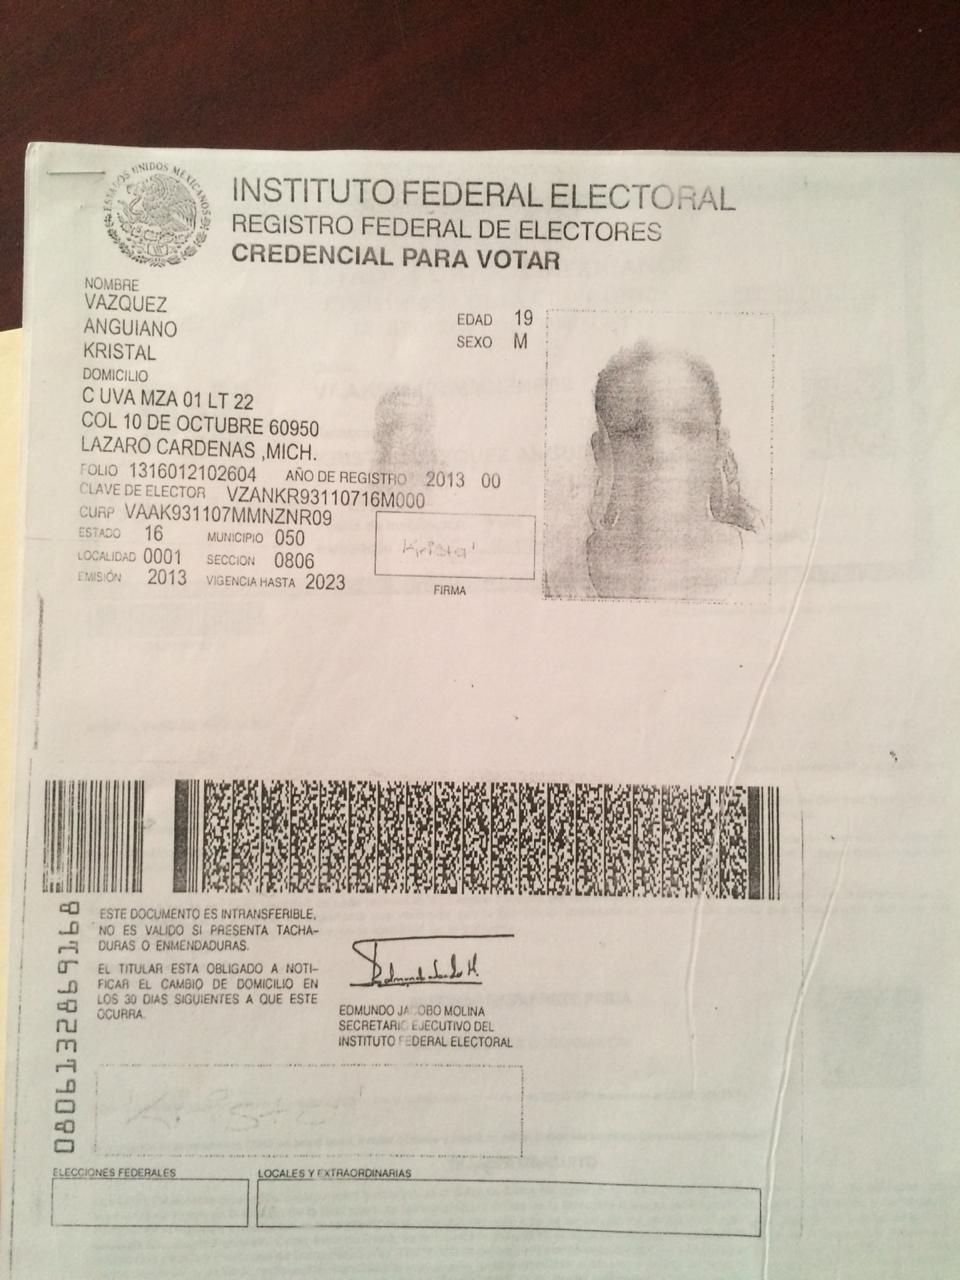 ESTADOS UNIDOS MEXICANOS
INSTITUTO FEDERAL ELECTORAL
REGISTRO FEDERAL DE ELECTORES
CREDENCIAL PARA VOTAR
NOMBRE
VAZQUEZ
ANGUIANO
KRISTAL
EDAD 19
SEXO M
DOMICILIO
C UVA MZA 01 LT 22
COL 10 DE OCTUBRE 60950
LAZARO CARDENAS ,MICH.
FOLIO 1316012102604 AÑO DE REGISTRO 2013 00
CLAVE DE ELECTOR VZANKR93110716M000
CURP VAAK931107MMNZNR09
ESTADO 16 MUNICIPIO 050
LOCALIDAD 0001 SECCION 0806
EMISIÓN 2013 VIGENCIA HASTA 2023
Kristal
FIRMA
0806132869168
ESTE DOCUMENTO ES INTRANSFERIBLE,
NO ES VALIDO SI PRESENTA TACHA-
DURAS O ENMENDADURAS.
EL TITULAR ESTA OBLIGADO A NOTI-
FICAR EL CAMBIO DE DOMICILIO EN
LOS 30 DIAS SIGUIENTES A QUE ESTE
OCURRA.
EDMUNDO JACOBO MOLINA
SECRETARIO EJECUTIVO DEL
INSTITUTO FEDERAL ELECTORAL
ELECCIONES FEDERALES
LOCALES Y EXTRAORDINARIAS